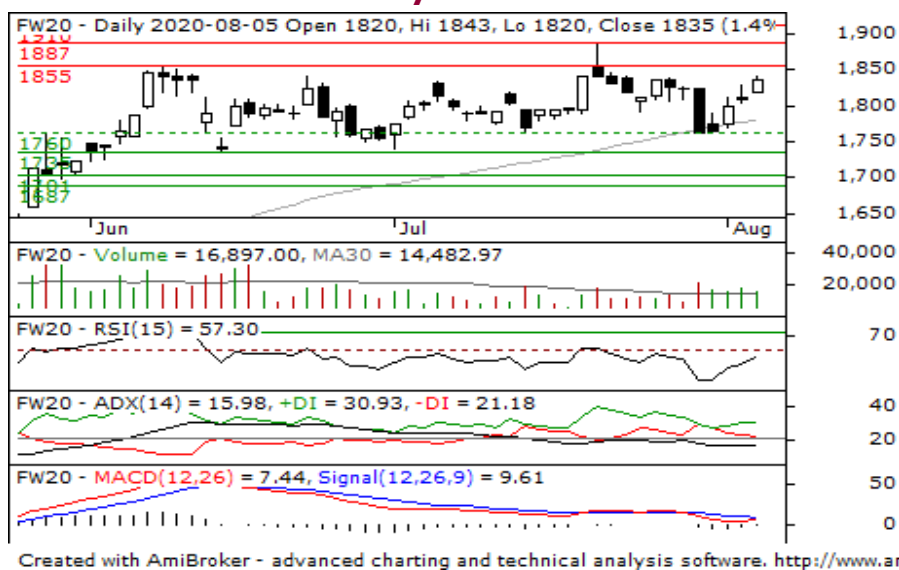 FW20 - Daily 2020-08-05 Open 1820, Hi 1843, Lo 1820, Close 1835 (1.4%
1,900
1887
1855
1,850
1,800
1760
1,750
1735
1,700
1701
1687
1,650
Jun
Jul
Aug
FW20 - Volume = 16,897.00, MA30 = 14,482.97
40,000
20,000
FW20 - RSI(15) = 57.30
70
FW20 - ADX(14) = 15.98, +DI = 30.93, -DI = 21.18
40
20
FW20 - MACD(12,26) = 7.44, Signal(12,26,9) = 9.61
50
0
Created with AmiBroker - advanced charting and technical analysis software. http://www.ar